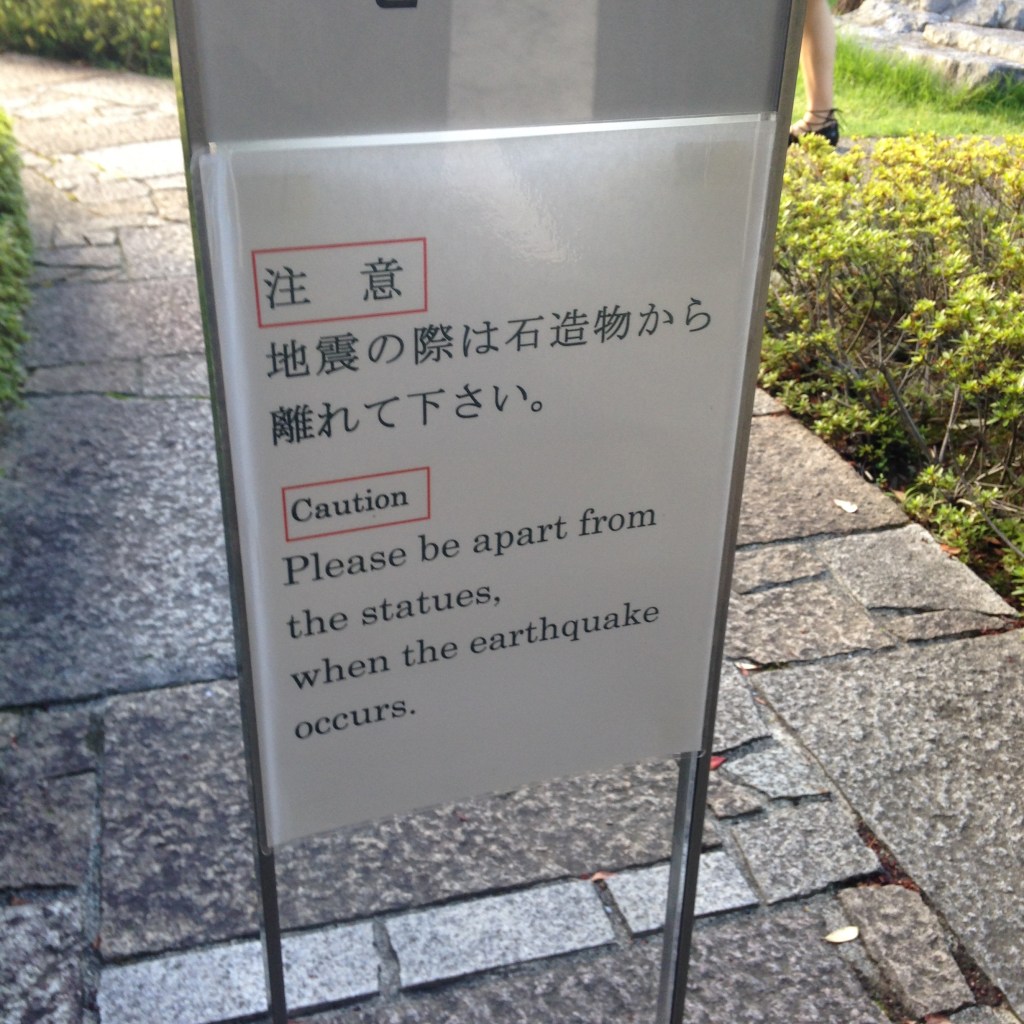 注　意
地震の際は石造物から
離れて下さい。
Caution
Please be apart from
the statues,
when the earthquake
occurs.